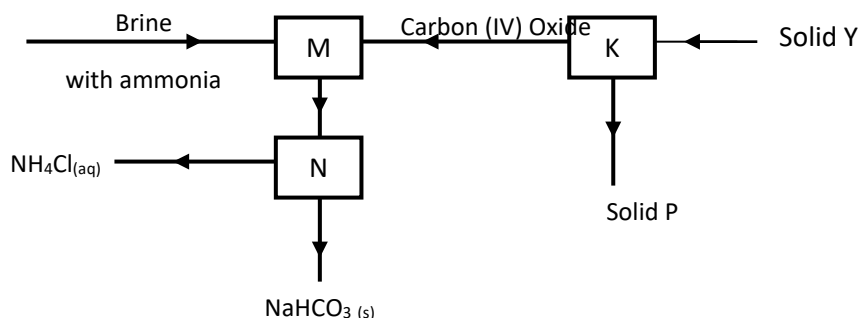 Brine
Carbon (IV) Oxide
Solid Y
M
K
with ammonia
NH₄Cl(aq)
N
Solid P
NaHCO₃ (s)